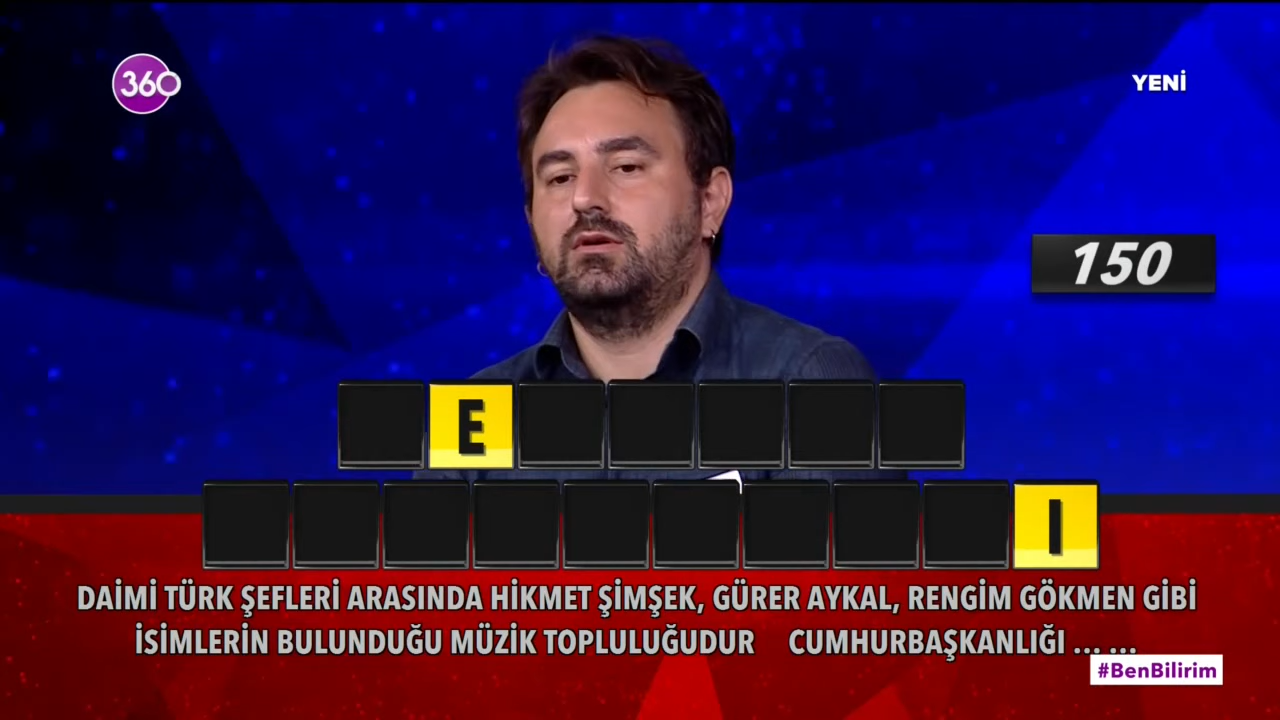 360
YENİ
150
E
I
DAİMİ TÜRK ŞEFLERİ ARASINDA HİKMET ŞİMŞEK, GÜRER AYKAL, RENGİM GÖKMEN GİBİ
İSİMLERİN BULUNDUĞU MÜZİK TOPLULUĞUDUR CUMHURBAŞKANLIĞI ... ...
#BenBilirim